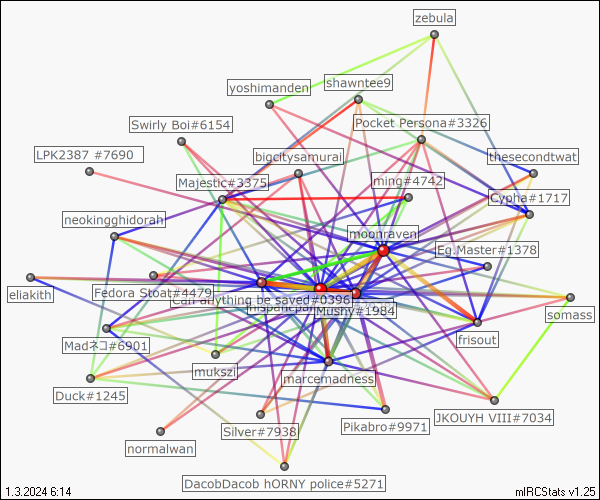 zebula
shawntee9
yoshimanden
Pocket Persona#3326
Swirly Boi#6154
LPK2387 #7690
bigcitysamurai
thesecondtwat
Majestic#3375
ming#4742
Cypha#1717
neokingghidorah
moonraven
Eg.Master#1378
eliakith
Fedora Stoat#4479
Can anything be saved#0396
Mushy#1984
somass
Madネコ#6901
frisout
mukszi
marcemadness
Duck#1245
JKOUYH VIII#7034
Silver#7938
Pikabro#9971
normalwan
DacobDacob hORNY police#5271
1.3.2024 6:14
mIRCStats v1.25